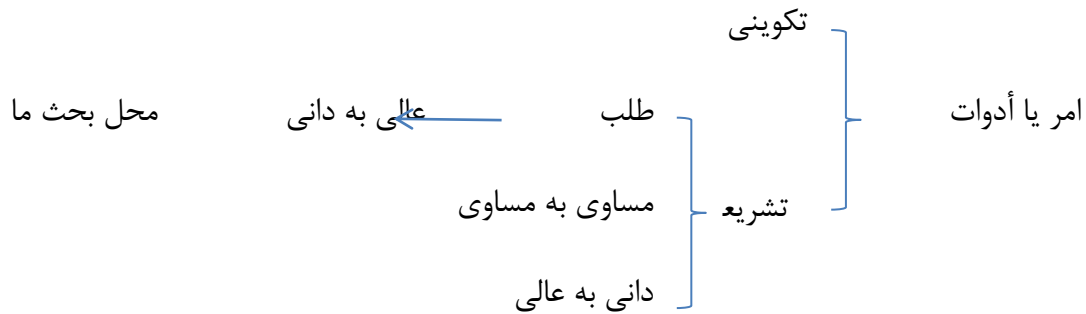 تکوینی
امر یا أدوات طلب عالی به دانی محل بحث ما
تشریع مساوی به مساوی
دانی به عالی